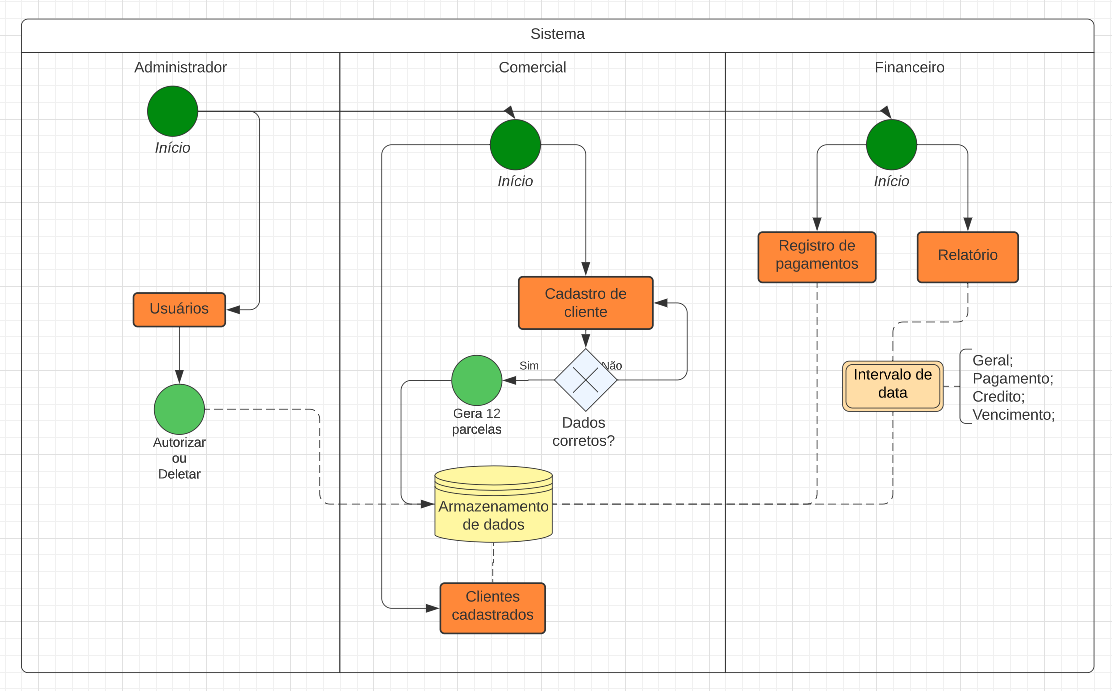 Sistema
Administrador
Comercial
Financeiro
Início
Início
Início
Registro de
pagamentos
Relatório
Usuários
Cadastro de
cliente
Sim
Não
Gera 12
parcelas
Dados
corretos?
Intervalo de
data
Geral;
Pagamento;
Credito;
Vencimento;
Autorizar
ou
Deletar
Armazenamento
de dados
Clientes
cadastrados